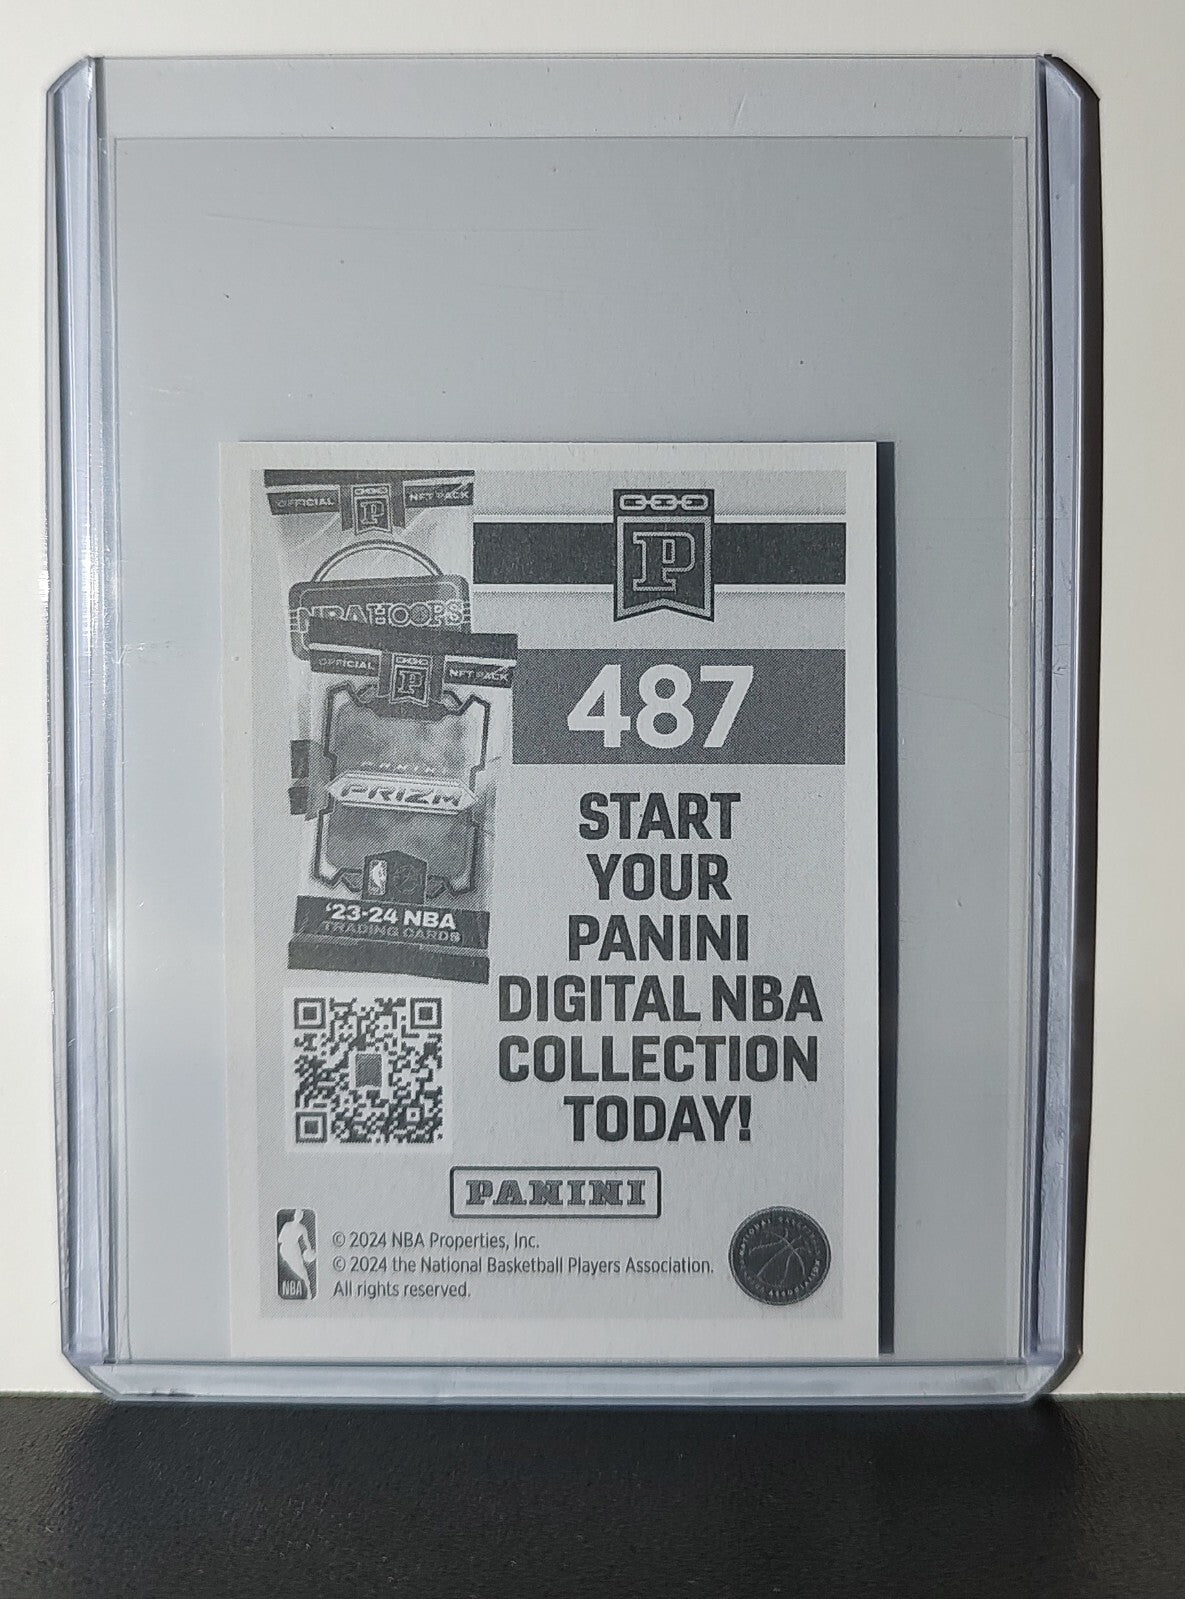 OFFICIAL
P
NFT PACK
NBA HOOPS
OFFICIAL
P
NFT PACK
PANINI
PRIZM
'23-24 NBA
TRADING CARDS
P
487
START
YOUR
PANINI
DIGITAL NBA
COLLECTION
TODAY!
PANINI
NBA
© 2024 NBA Properties, Inc.
© 2024 the National Basketball Players Association.
All rights reserved.